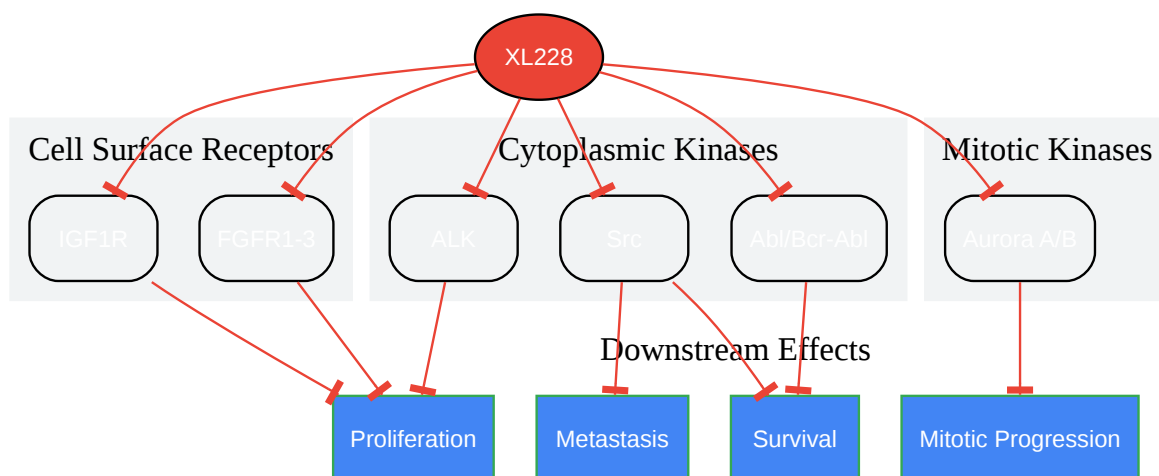 XL228
Cell Surface Receptors
Cytoplasmic Kinases
Mitotic Kinases
IGF1R
FGFR1-3
ALK
Src
Abl/Bcr-Abl
Aurora A/B
Downstream Effects
Proliferation
Metastasis
Survival
Mitotic Progression